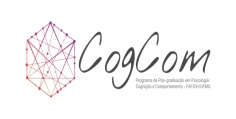 CogCom
Programa de Pós-graduação em Psicologia:
Cognição e Comportamento - FAFICH/UFMG